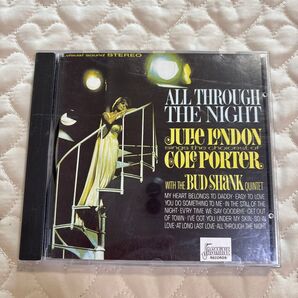 visual sound STEREO
ALL THROUGH
THE NIGHT
JULIE LONDON
sings the choicest of
COLE PORTER
WITH THE BUD SHANK QUINTET
MY HEART BELONGS TO DADDY·EASY TO LOVE
YOU DO SOMETHING TO ME·IN THE STILL OF
THE NIGHT·EV'RY TIME WE SAY GOODBYE·GET OUT
OF TOWN·I'VE GOT YOU UNDER MY SKIN·SO IN
LOVE·AT LONG LAST LOVE·ALL THROUGH THE NIGHT
JASMINE
RECORDS